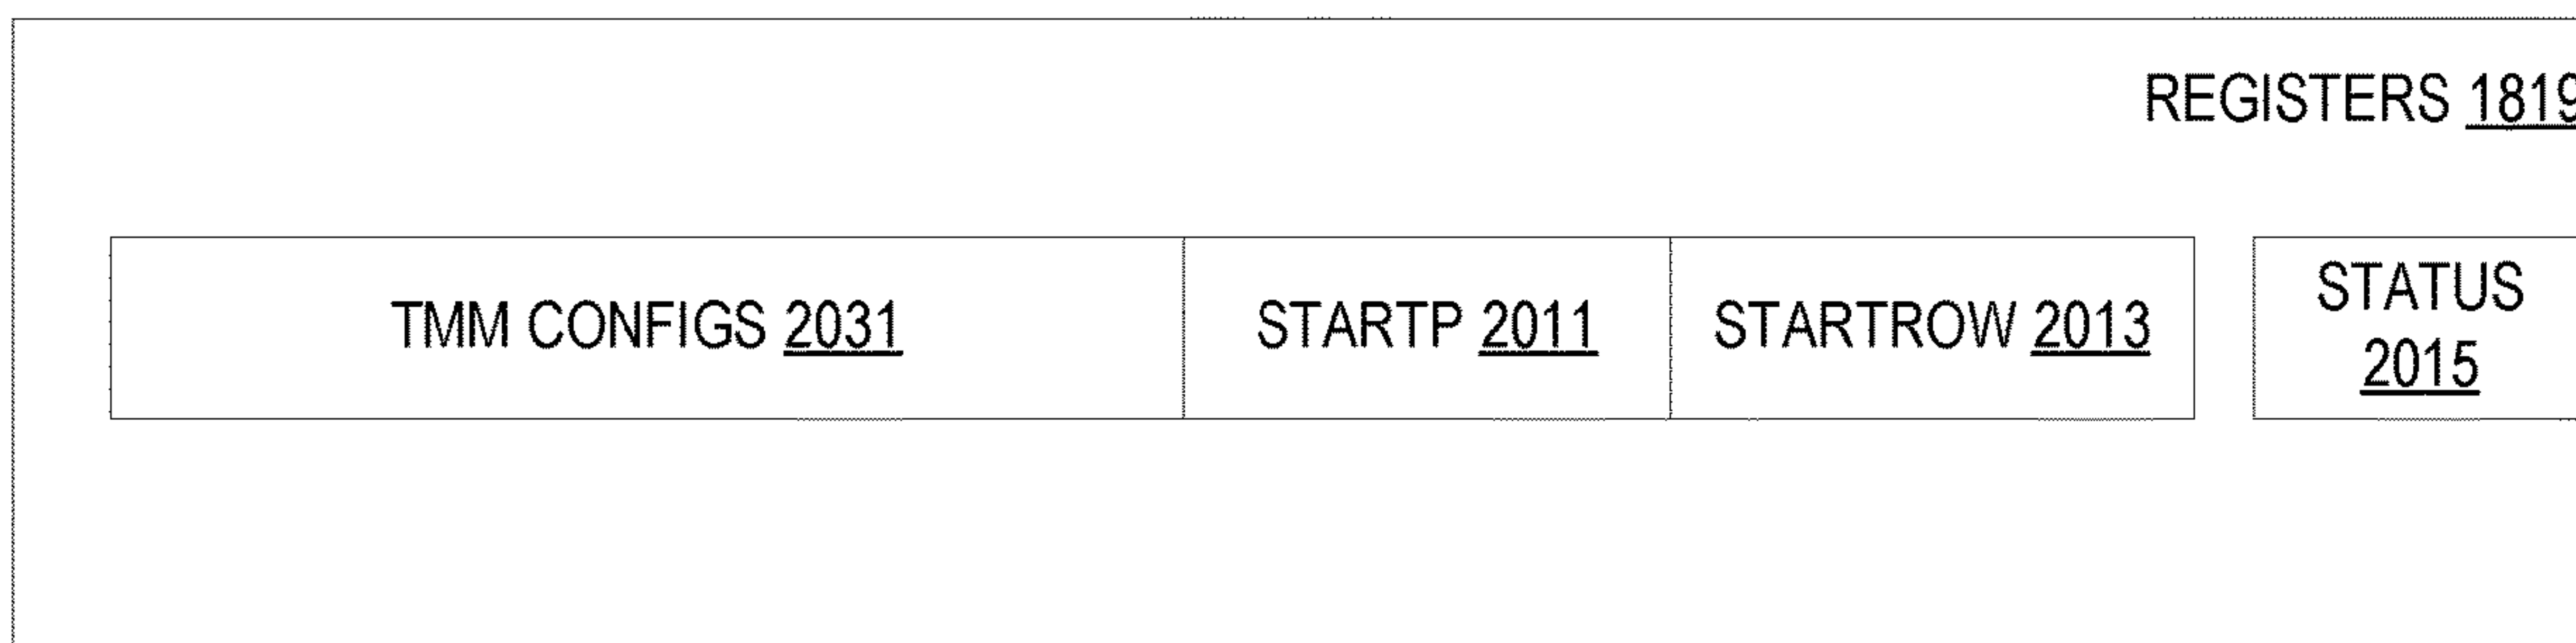 REGISTERS 1819
TMM CONFIGS 2031
STARTP 2011
STARTROW 2013
STATUS
2015